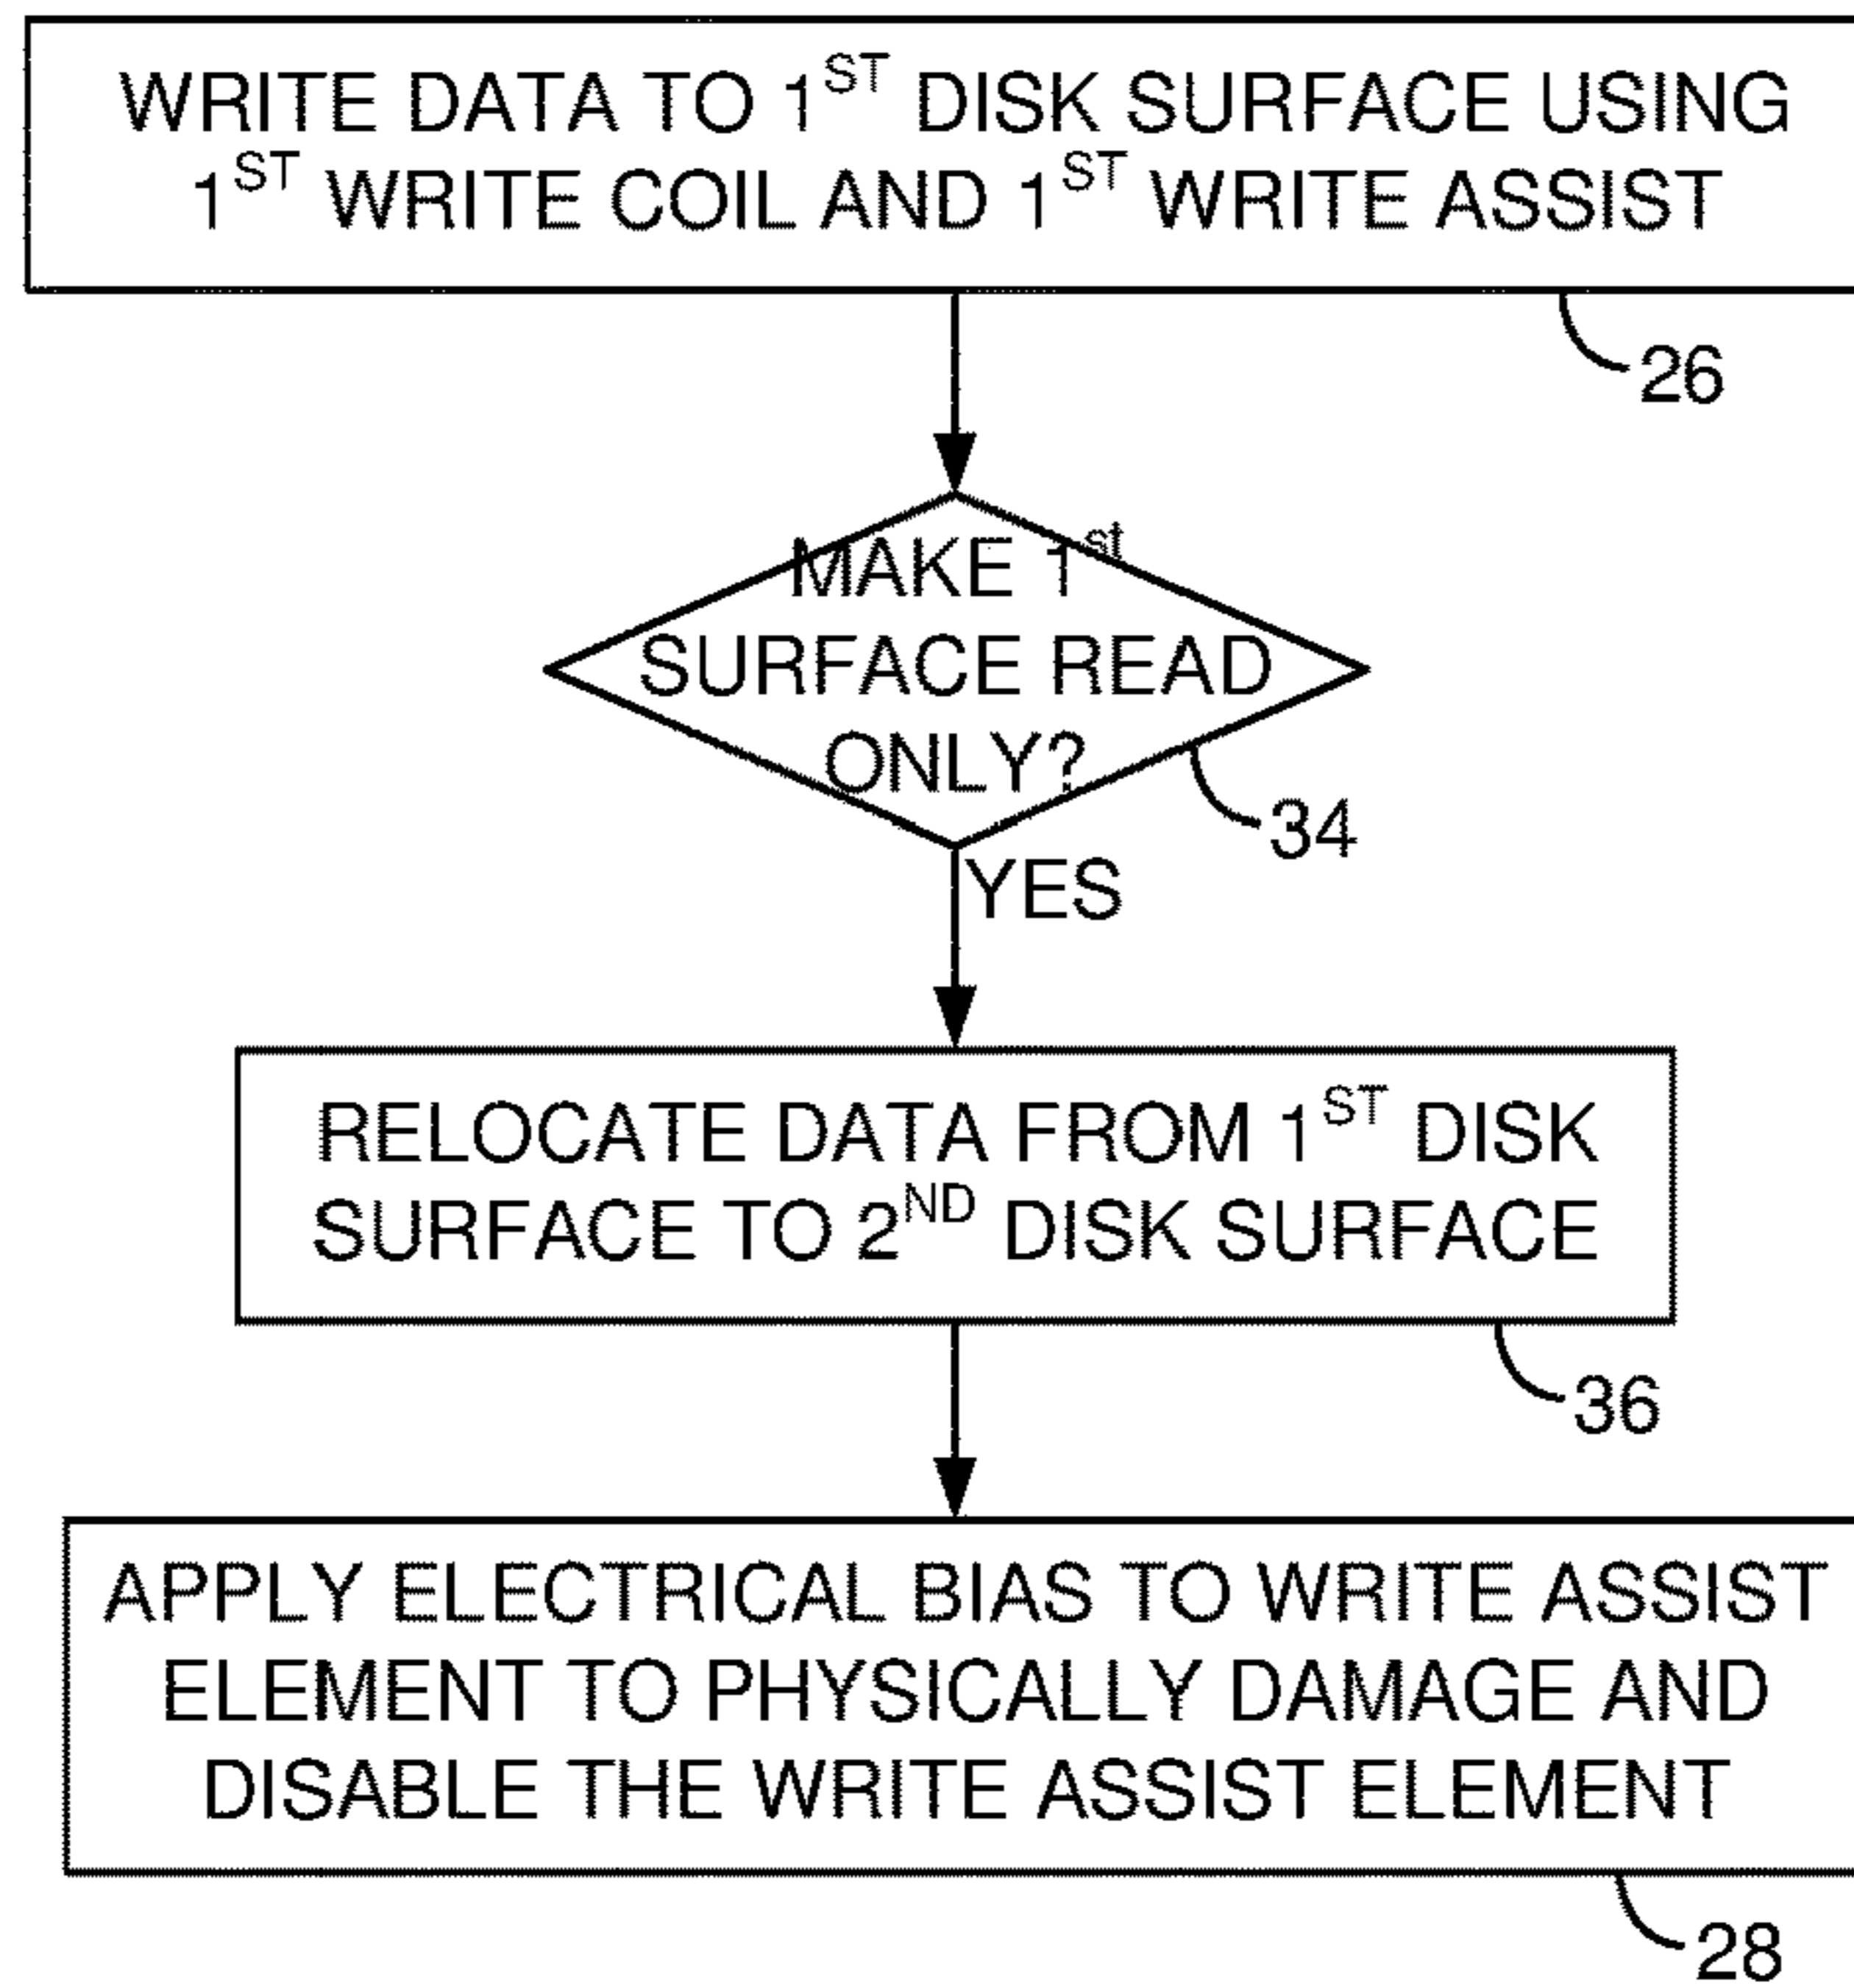 WRITE DATA TO 1ST DISK SURFACE USING
1ST WRITE COIL AND 1ST WRITE ASSIST
26
MAKE 1st
SURFACE READ
ONLY?
34
YES
RELOCATE DATA FROM 1ST DISK
SURFACE TO 2ND DISK SURFACE
36
APPLY ELECTRICAL BIAS TO WRITE ASSIST
ELEMENT TO PHYSICALLY DAMAGE AND
DISABLE THE WRITE ASSIST ELEMENT
28